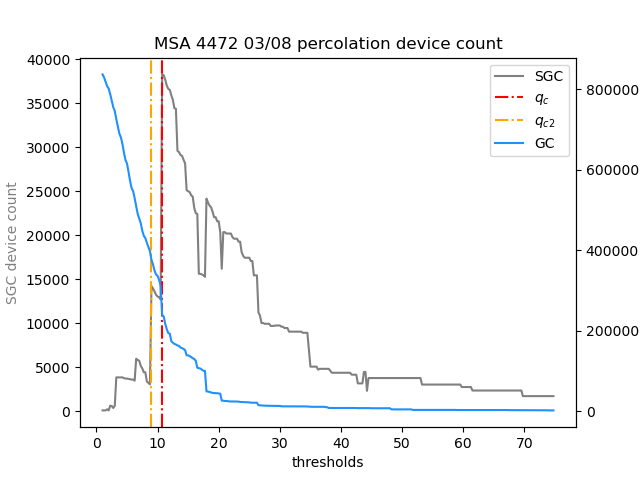 MSA 4472 03/08 percolation device count
SGC
q_c
q_c2
GC
40000
35000
30000
25000
20000
15000
10000
5000
0
SGC device count
800000
600000
400000
200000
0
0 10 20 30 40 50 60 70
thresholds